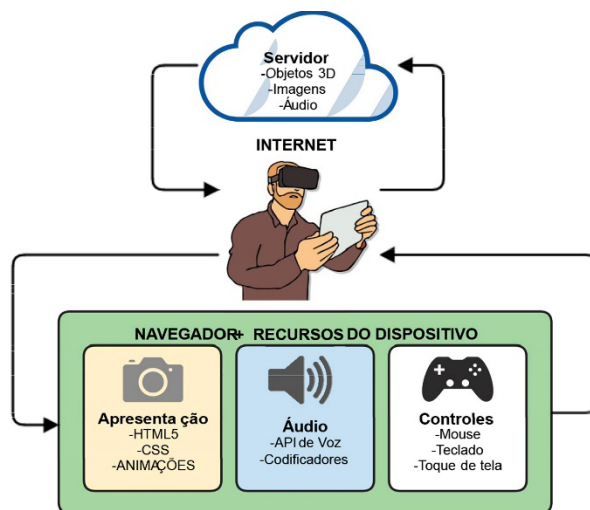 Servidor
-Objetos 3D
-Imagens
-Áudio
INTERNET
NAVEGADOR+ RECURSOS DO DISPOSITIVO
Apresenta ção
-HTML5
-CSS
-ANIMAÇÕES
Áudio
-API de Voz
-Codificadores
Controles
-Mouse
-Teclado
-Toque de tela